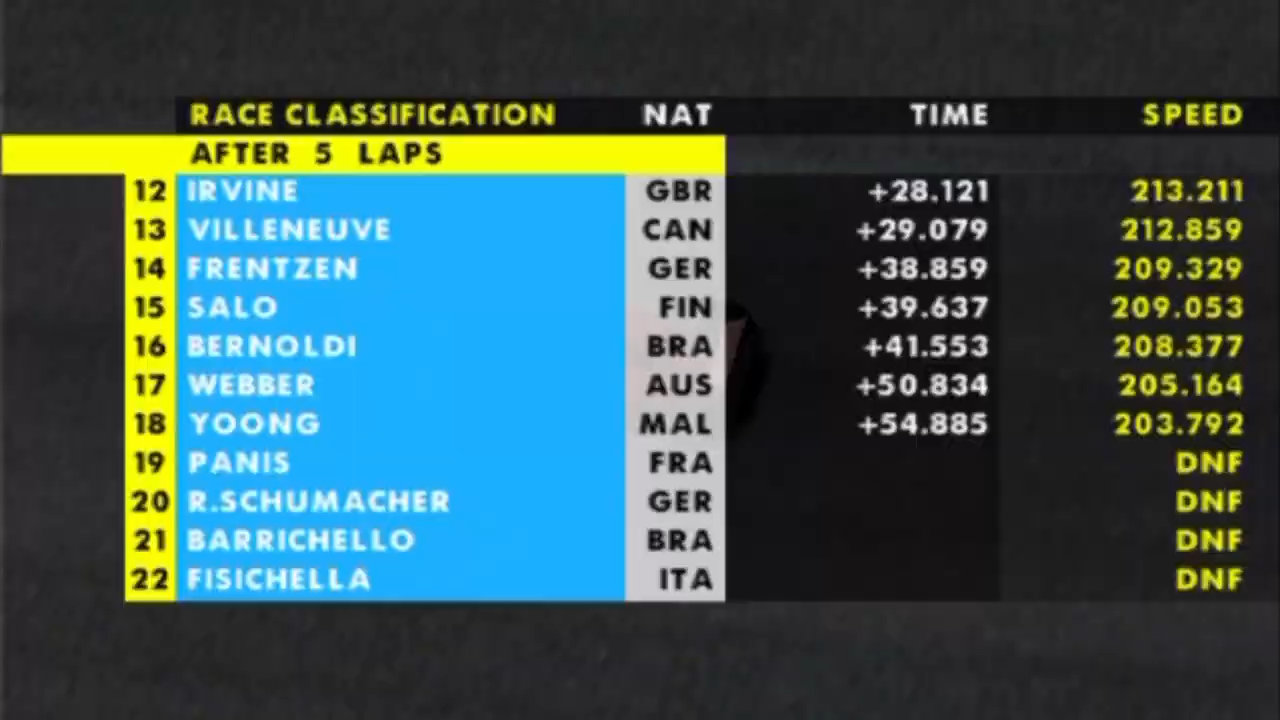 RACE CLASSIFICATION NAT TIME SPEED
AFTER 5 LAPS
12 IRVINE GBR +28.121 213.211
13 VILLENEUVE CAN +29.079 212.859
14 FRENTZEN GER +38.859 209.329
15 SALO FIN +39.637 209.053
16 BERNOLDI BRA +41.553 208.377
17 WEBBER AUS +50.834 205.164
18 YOONG MAL +54.885 203.792
19 PANIS FRA DNF
20 R.SCHUMACHER GER DNF
21 BARRICHELLO BRA DNF
22 FISICHELLA ITA DNF